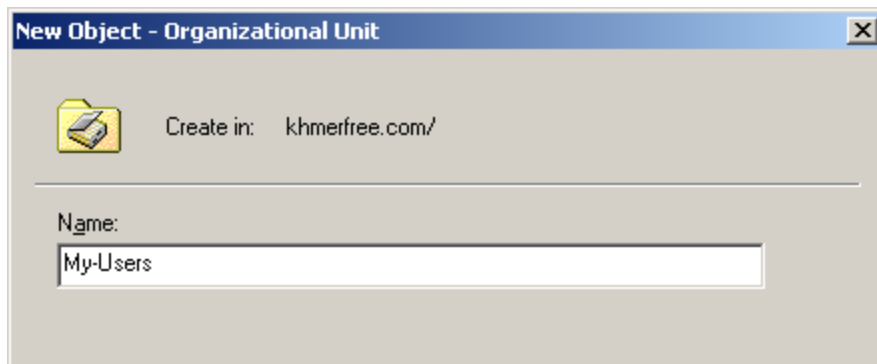 New Object - Organizational Unit
Create in: khmerfree.com/
Name:
My-Users